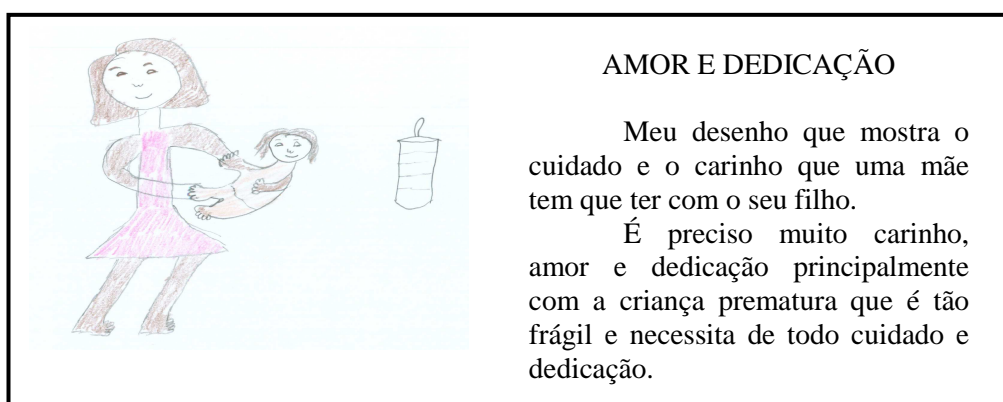 AMOR E DEDICAÇÃO
Meu desenho que mostra o
cuidado e o carinho que uma mãe
tem que ter com o seu filho.
É preciso muito carinho,
amor e dedicação principalmente
com a criança prematura que é tão
frágil e necessita de todo cuidado e
dedicação.